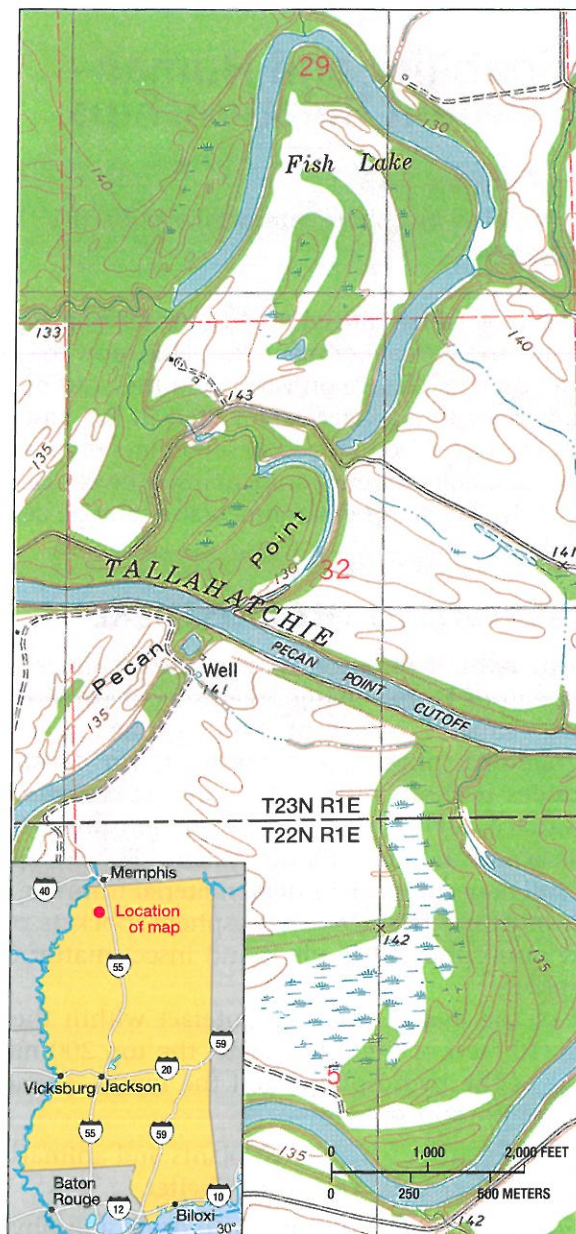 29
140
130
Fish Lake
133
140
143
135
141
Point
130
32
TALLAHATCHIE
PECAN POINT CUTOFF
Pecan
Well
141
135
T23N R1E
T22N R1E
142
135
5
135
142
0 1,000 2,000 FEET
0 250 500 METERS
Memphis
40
Location
of map
55
59
20
Vicksburg
Jackson
55
59
Baton
Rouge
12
10
Biloxi
30°